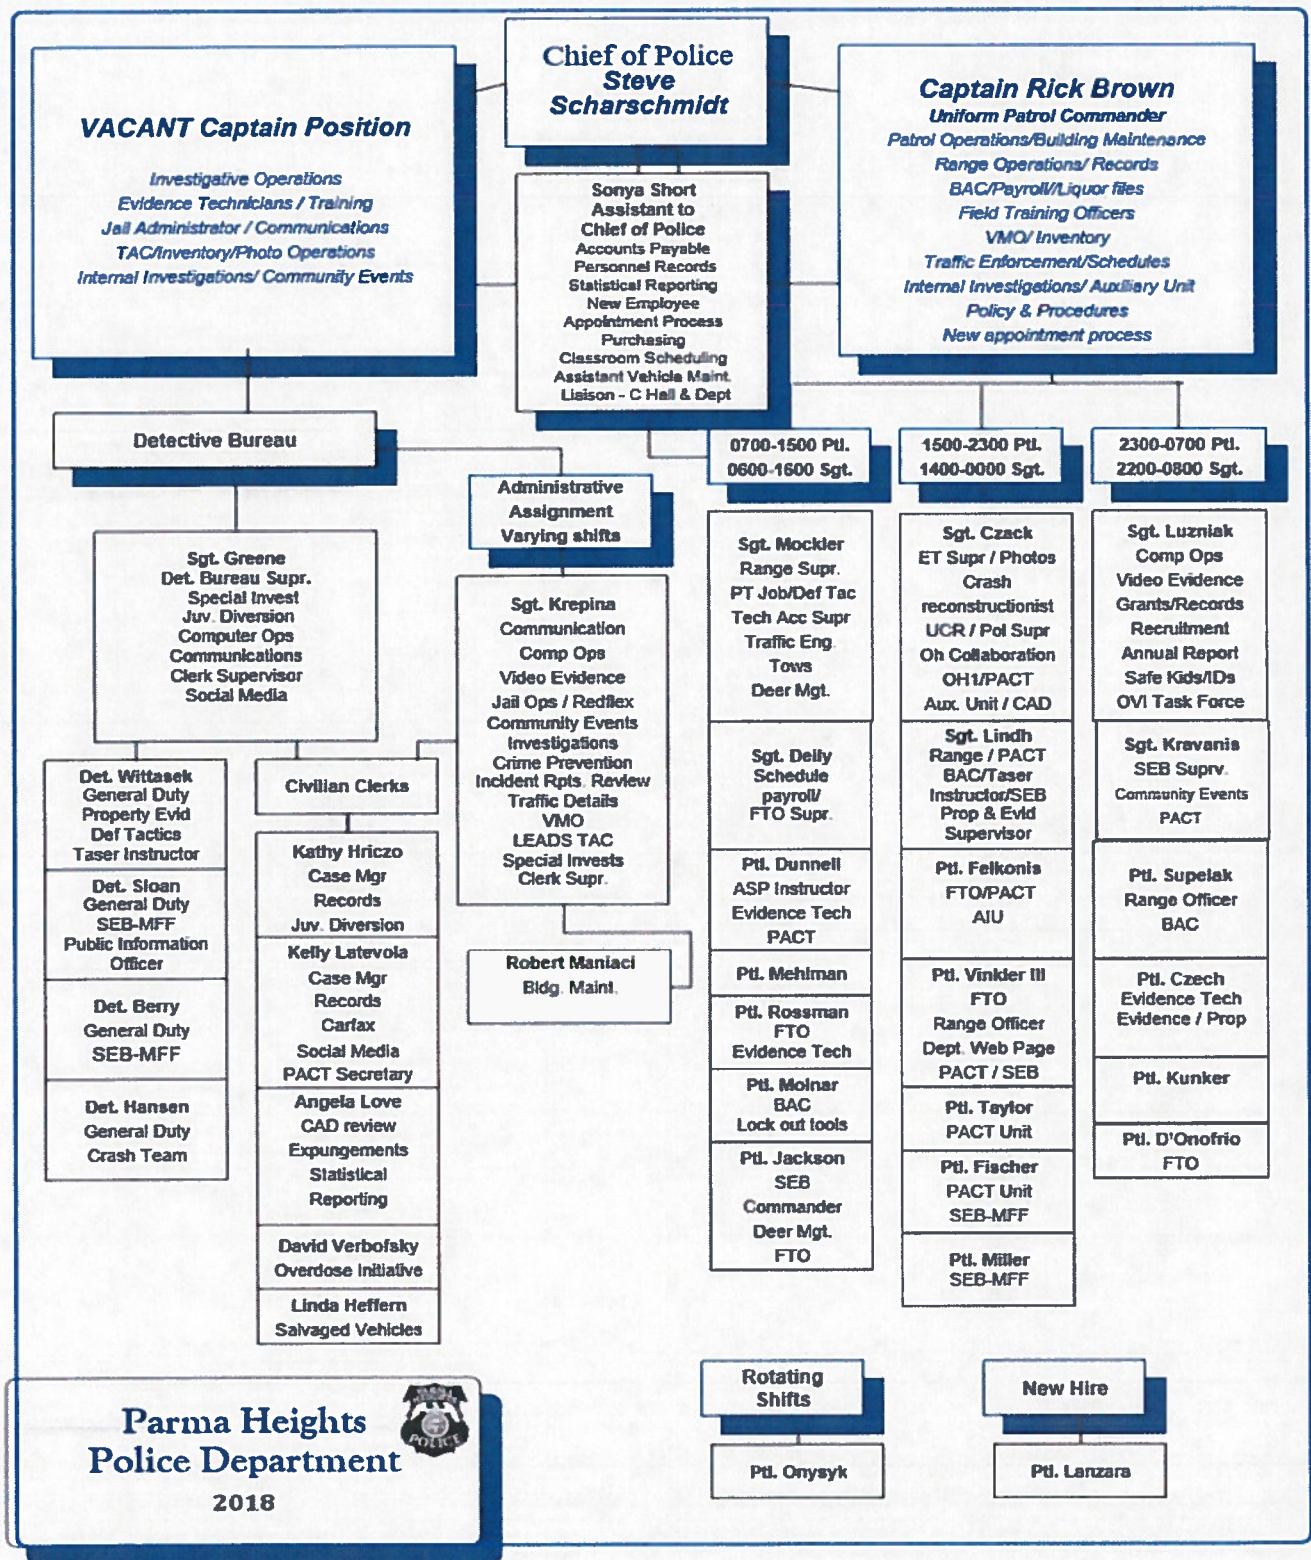 Chief of Police
Steve
Scharschmidt
VACANT Captain Position
Investigative Operations
Evidence Technicians / Training
Jail Administrator / Communications
TAC/Inventory/Photo Operations
Internal Investigations/ Community Events
Captain Rick Brown
Uniform Patrol Commander
Patrol Operations/Building Maintenance
Range Operations/ Records
BAC/Payroll/Liquor files
Field Training Officers
VMO/ Inventory
Traffic Enforcement/Schedules
Internal Investigations/ Auxiliary Unit
Policy & Procedures
New appointment process
Sonya Short
Assistant to
Chief of Police
Accounts Payable
Personnel Records
Statistical Reporting
New Employee
Appointment Process
Purchasing
Classroom Scheduling
Assistant Vehicle Maint.
Liaison - C Hall & Dept
Detective Bureau
Sgt. Greene
Det. Bureau Supr.
Special Invest
Juv. Diversion
Computer Ops
Communications
Clerk Supervisor
Social Media
Det. Wittasek
General Duty
Property Evid
Def Tactics
Taser Instructor
Det. Sloan
General Duty
SEB-MFF
Public Information
Officer
Det. Berry
General Duty
SEB-MFF
Det. Hansen
General Duty
Crash Team
Civilian Clerks
Kathy Hriczo
Case Mgr
Records
Juv. Diversion
Kelly Latevola
Case Mgr
Records
Carfax
Social Media
PACT Secretary
Angela Love
CAD review
Expungements
Statistical
Reporting
David Verbofsky
Overdose Initiative
Linda Heffern
Salvaged Vehicles
Administrative
Assignment
Varying shifts
Sgt. Krepina
Communication
Comp Ops
Video Evidence
Jail Ops / Redflex
Community Events
Investigations
Crime Prevention
Incident Rpts. Review
Traffic Details
VMO
LEADS TAC
Special Invests
Clerk Supr.
Robert Maniaci
Bldg. Maint.
0700-1500 Ptl.
0600-1600 Sgt.
Sgt. Mockler
Range Supr.
PT Job/Def Tac
Tech Acc Supr
Traffic Eng.
Tows
Deer Mgt.
Sgt. Deily
Schedule
payroll/
FTO Supr.
Ptl. Dunnell
ASP Instructor
Evidence Tech
PACT
Ptl. Mehlman
Ptl. Rossman
FTO
Evidence Tech
Ptl. Molnar
BAC
Lock out tools
Ptl. Jackson
SEB
Commander
Deer Mgt.
FTO
1500-2300 Ptl.
1400-0000 Sgt.
Sgt. Czack
ET Supr / Photos
Crash
reconstructionist
UCR / Pol Supr
Oh Collaboration
OH1/PACT
Aux. Unit / CAD
Sgt. Lindh
Range / PACT
BAC/Taser
Instructor/SEB
Prop & Evid
Supervisor
Ptl. Felkonis
FTO/PACT
AIU
Ptl. Vinkler III
FTO
Range Officer
Dept. Web Page
PACT / SEB
Ptl. Taylor
PACT Unit
Ptl. Fischer
PACT Unit
SEB-MFF
Ptl. Miller
SEB-MFF
2300-0700 Ptl.
2200-0800 Sgt.
Sgt. Luzniak
Comp Ops
Video Evidence
Grants/Records
Recruitment
Annual Report
Safe Kids/IDs
OVI Task Force
Sgt. Kravanis
SEB Suprv.
Community Events
PACT
Ptl. Supelak
Range Officer
BAC
Ptl. Czech
Evidence Tech
Evidence / Prop
Ptl. Kunker
Ptl. D'Onofrio
FTO
Rotating
Shifts
Ptl. Onysyk
New Hire
Ptl. Lanzara
Parma Heights
Police Department
2018
POLICE